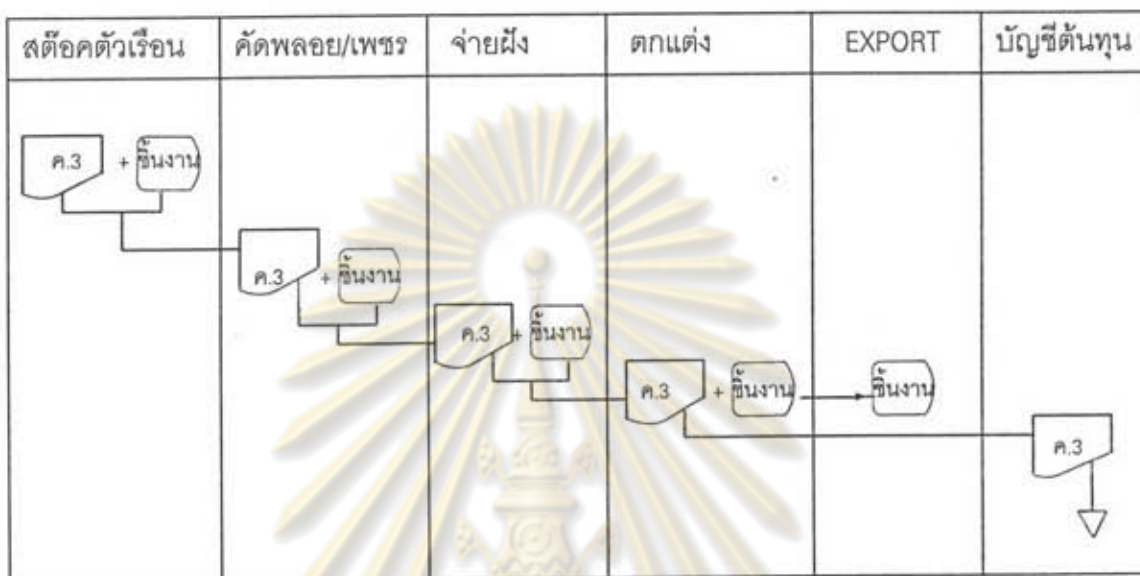 สต๊อคตัวเรือน คัดพลอย/เพชร จ่ายฝัง ตกแต่ง EXPORT บัญชีต้นทุน
ค.3 + ชิ้นงาน
ค.3 + ชิ้นงาน
ค.3 + ชิ้นงาน
ค.3 + ชิ้นงาน ชิ้นงาน
ค.3